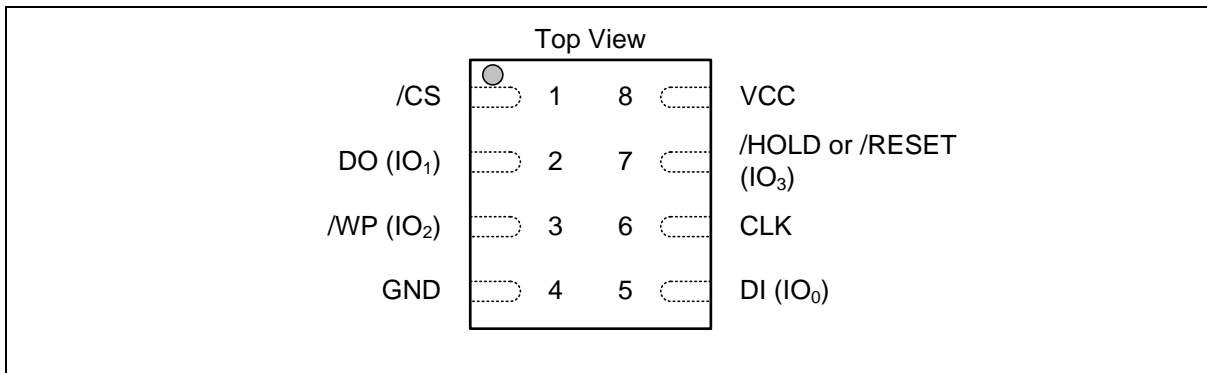 Top View
/CS 1 8 VCC
DO (IO₁) 2 7 /HOLD or /RESET
(IO₃)
/WP (IO₂) 3 6 CLK
GND 4 5 DI (IO₀)